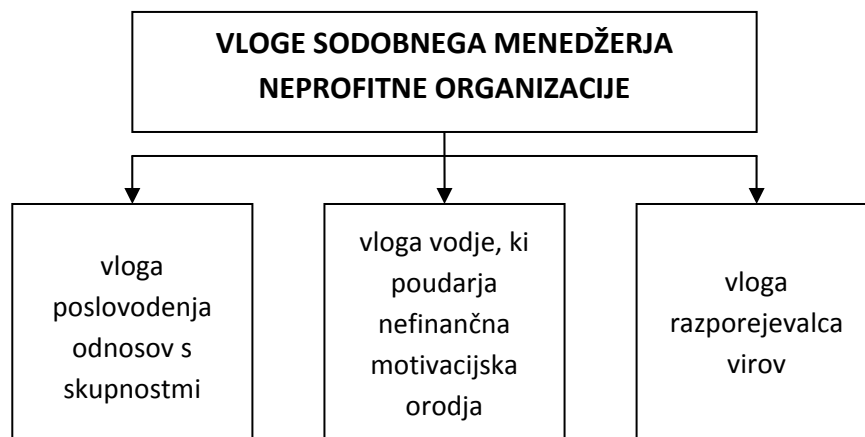 VLOGE SODOBNEGA MENEDŽERJA
NEPROFITNE ORGANIZACIJE
vloga
poslovodenja
odnosov s
skupnostmi
vloga vodje, ki
poudarja
nefinančna
motivacijska
orodja
vloga
razporejevalca
virov